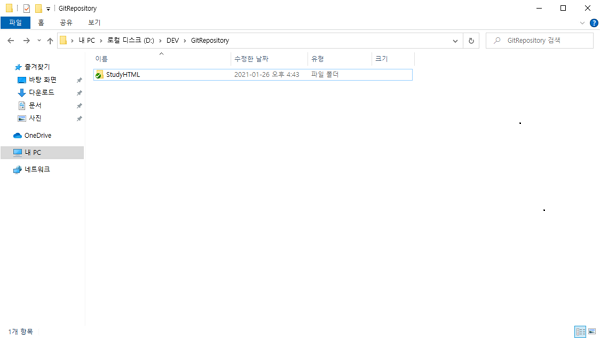 GitRepository
파일 홈 공유 보기
내 PC > 로컬 디스크 (D:) > DEV > GitRepository
GitRepository 검색
이름 수정한 날짜 유형 크기
StudyHTML 2021-01-26 오후 4:43 파일 폴더
즐겨찾기
바탕 화면
다운로드
문서
사진
OneDrive
내 PC
네트워크
1개 항목